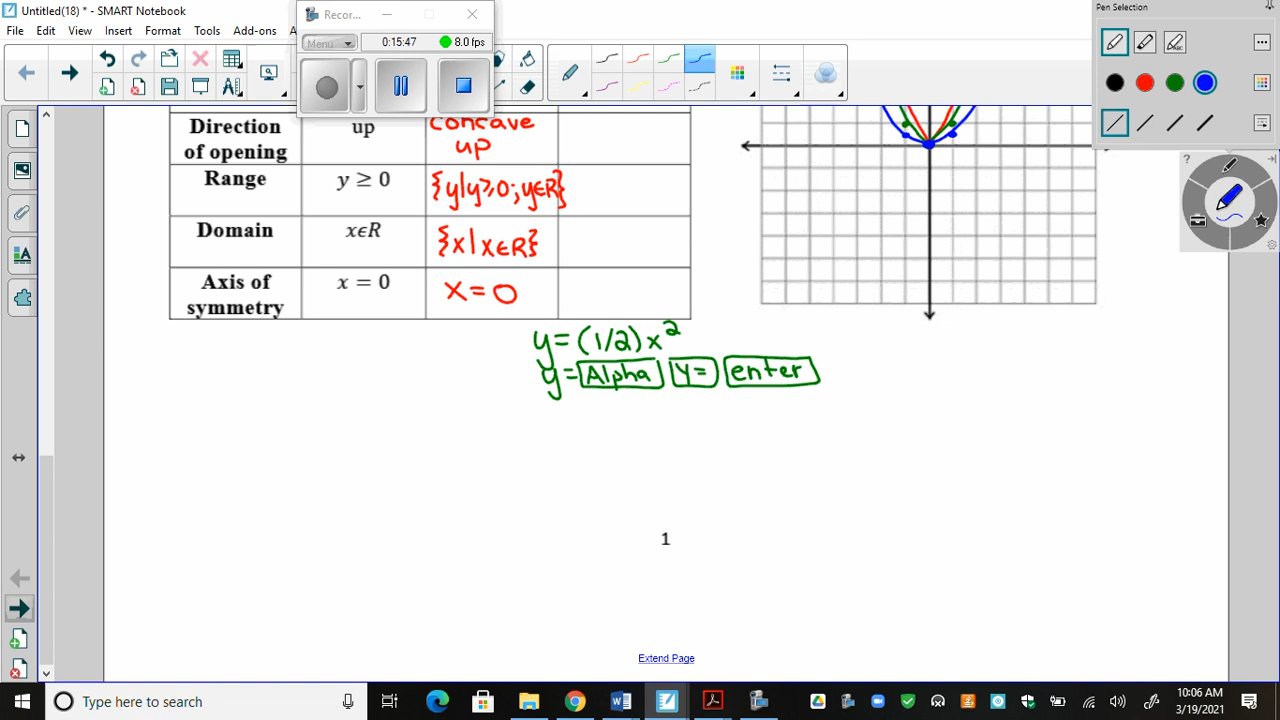 Untitled(18) * - SMART Notebook
Recor...
Pen Selection
File Edit View Insert Format Tools Add-ons A
Menu 0:15:47 8.0 fps
?
Direction of opening up concave up
Range y ≥ 0 {y|y≥0;y∈R}
Domain xϵR {x|x∈R}
Axis of symmetry x = 0 x = 0
y = (1/2)x²
y = Alpha Y= enter
1
Extend Page
Type here to search
10:06 AM
3/19/2021